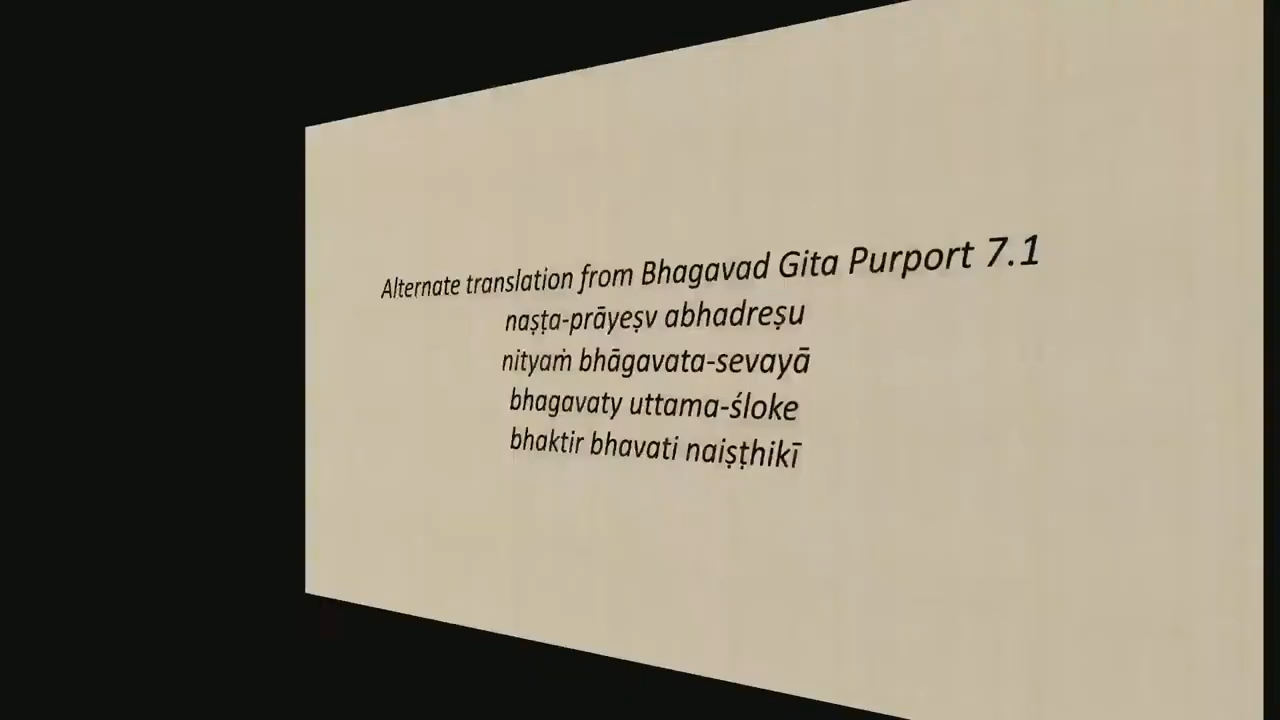 Alternate translation from Bhagavad Gita Purport 7.1
naṣṭa-prāyeṣv abhadreṣu
nityaṁ bhāgavata-sevayā
bhagavaty uttama-śloke
bhaktir bhavati naiṣṭhikī